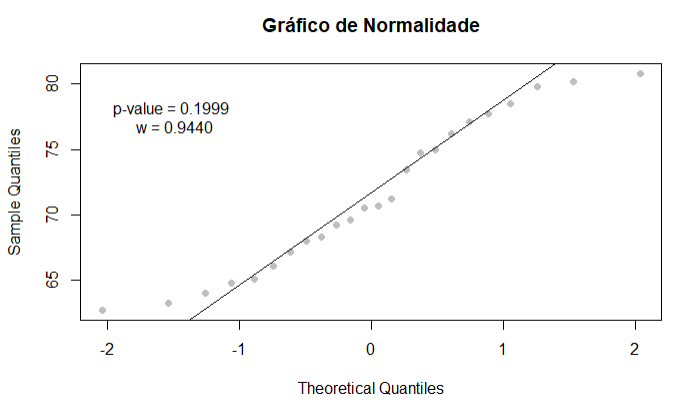 Gráfico de Normalidade
p-value = 0.1999
w = 0.9440
Sample Quantiles
80
75
70
65
-2
-1
0
1
2
Theoretical Quantiles